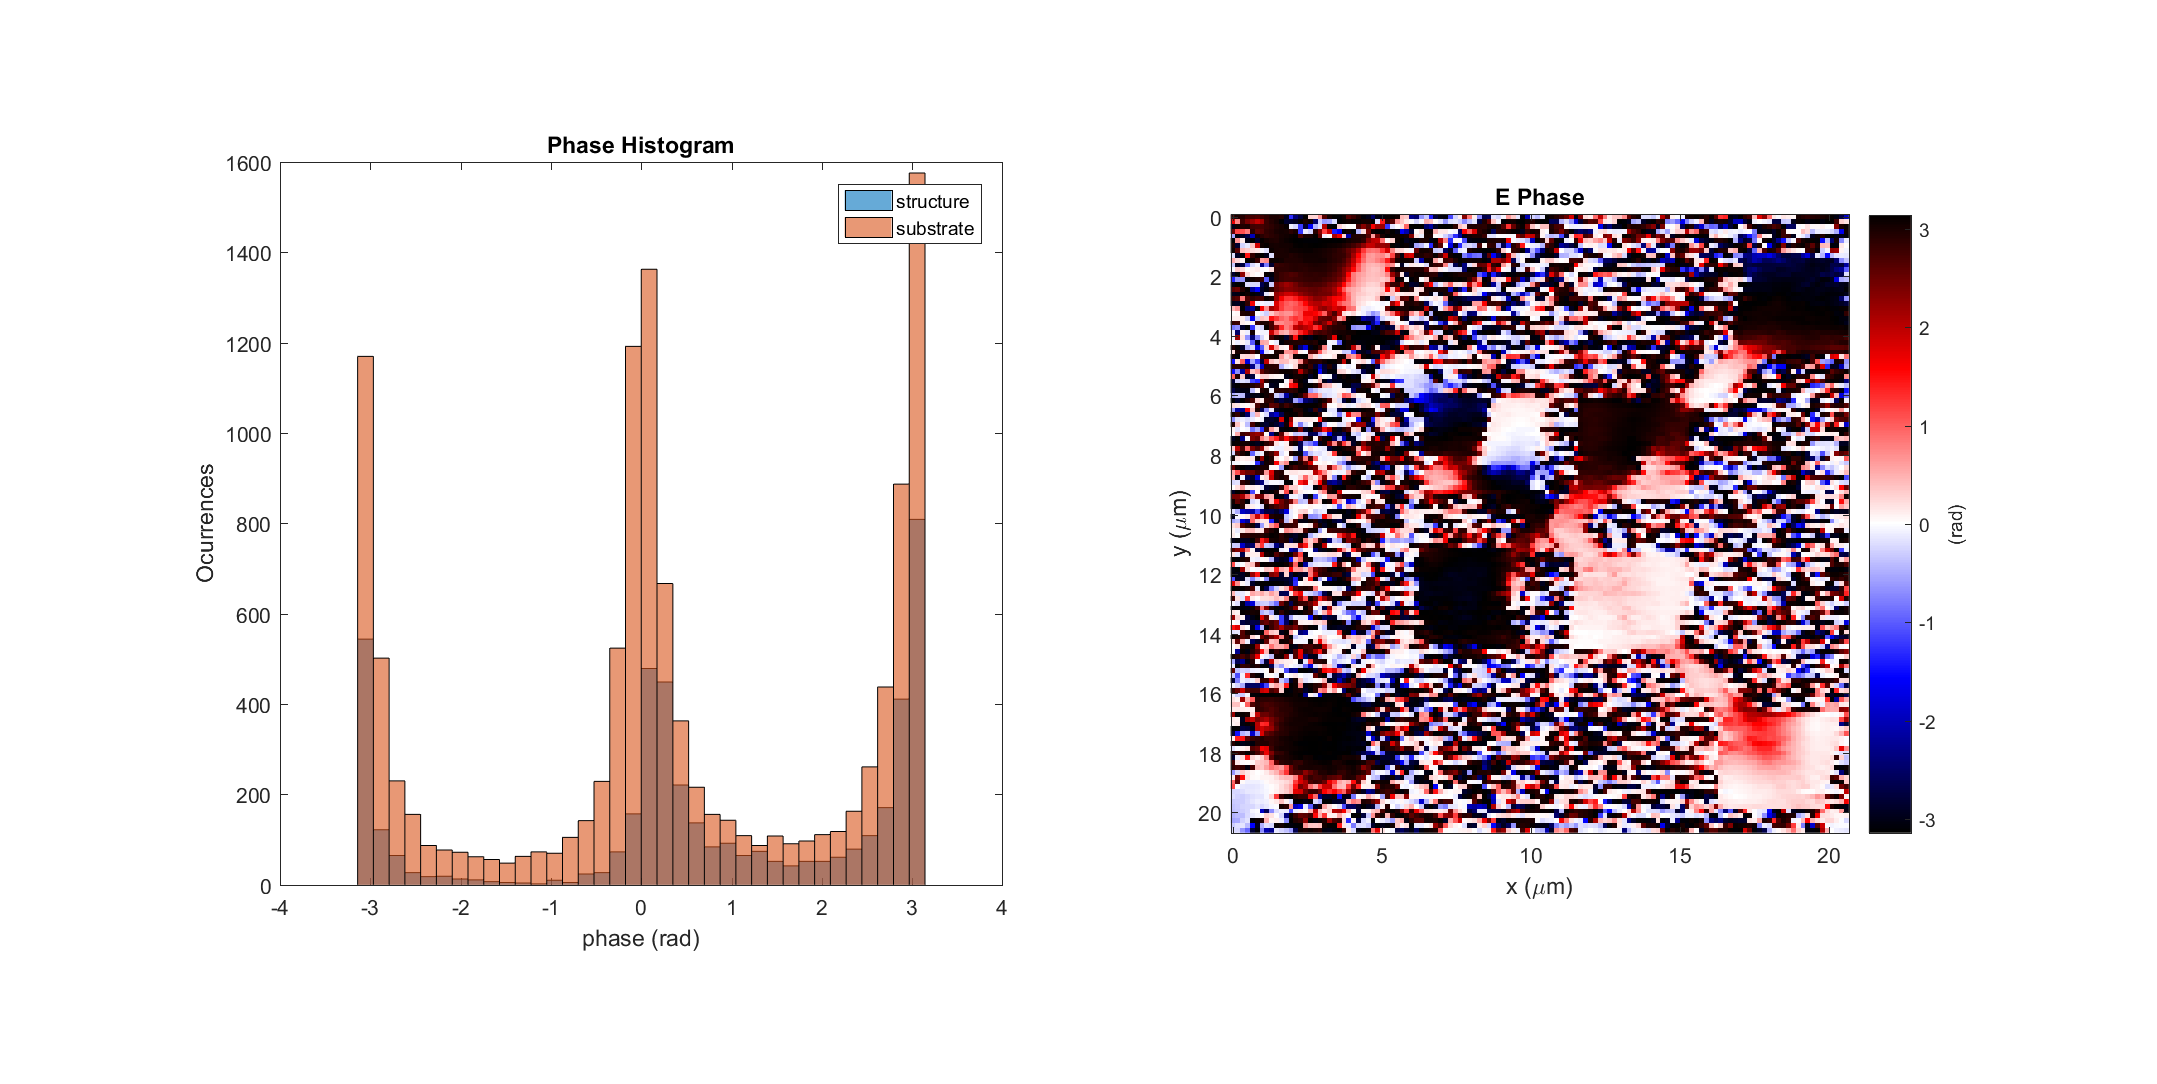 Phase Histogram
1600
1400
1200
1000
800
600
400
200
0
Ocurrences
-4 -3 -2 -1 0 1 2 3 4
phase (rad)
structure
substrate
E Phase
0
2
4
6
8
10
12
14
16
18
20
y (μm)
0 5 10 15 20
x (μm)
3
2
1
0
-1
-2
-3
(rad)